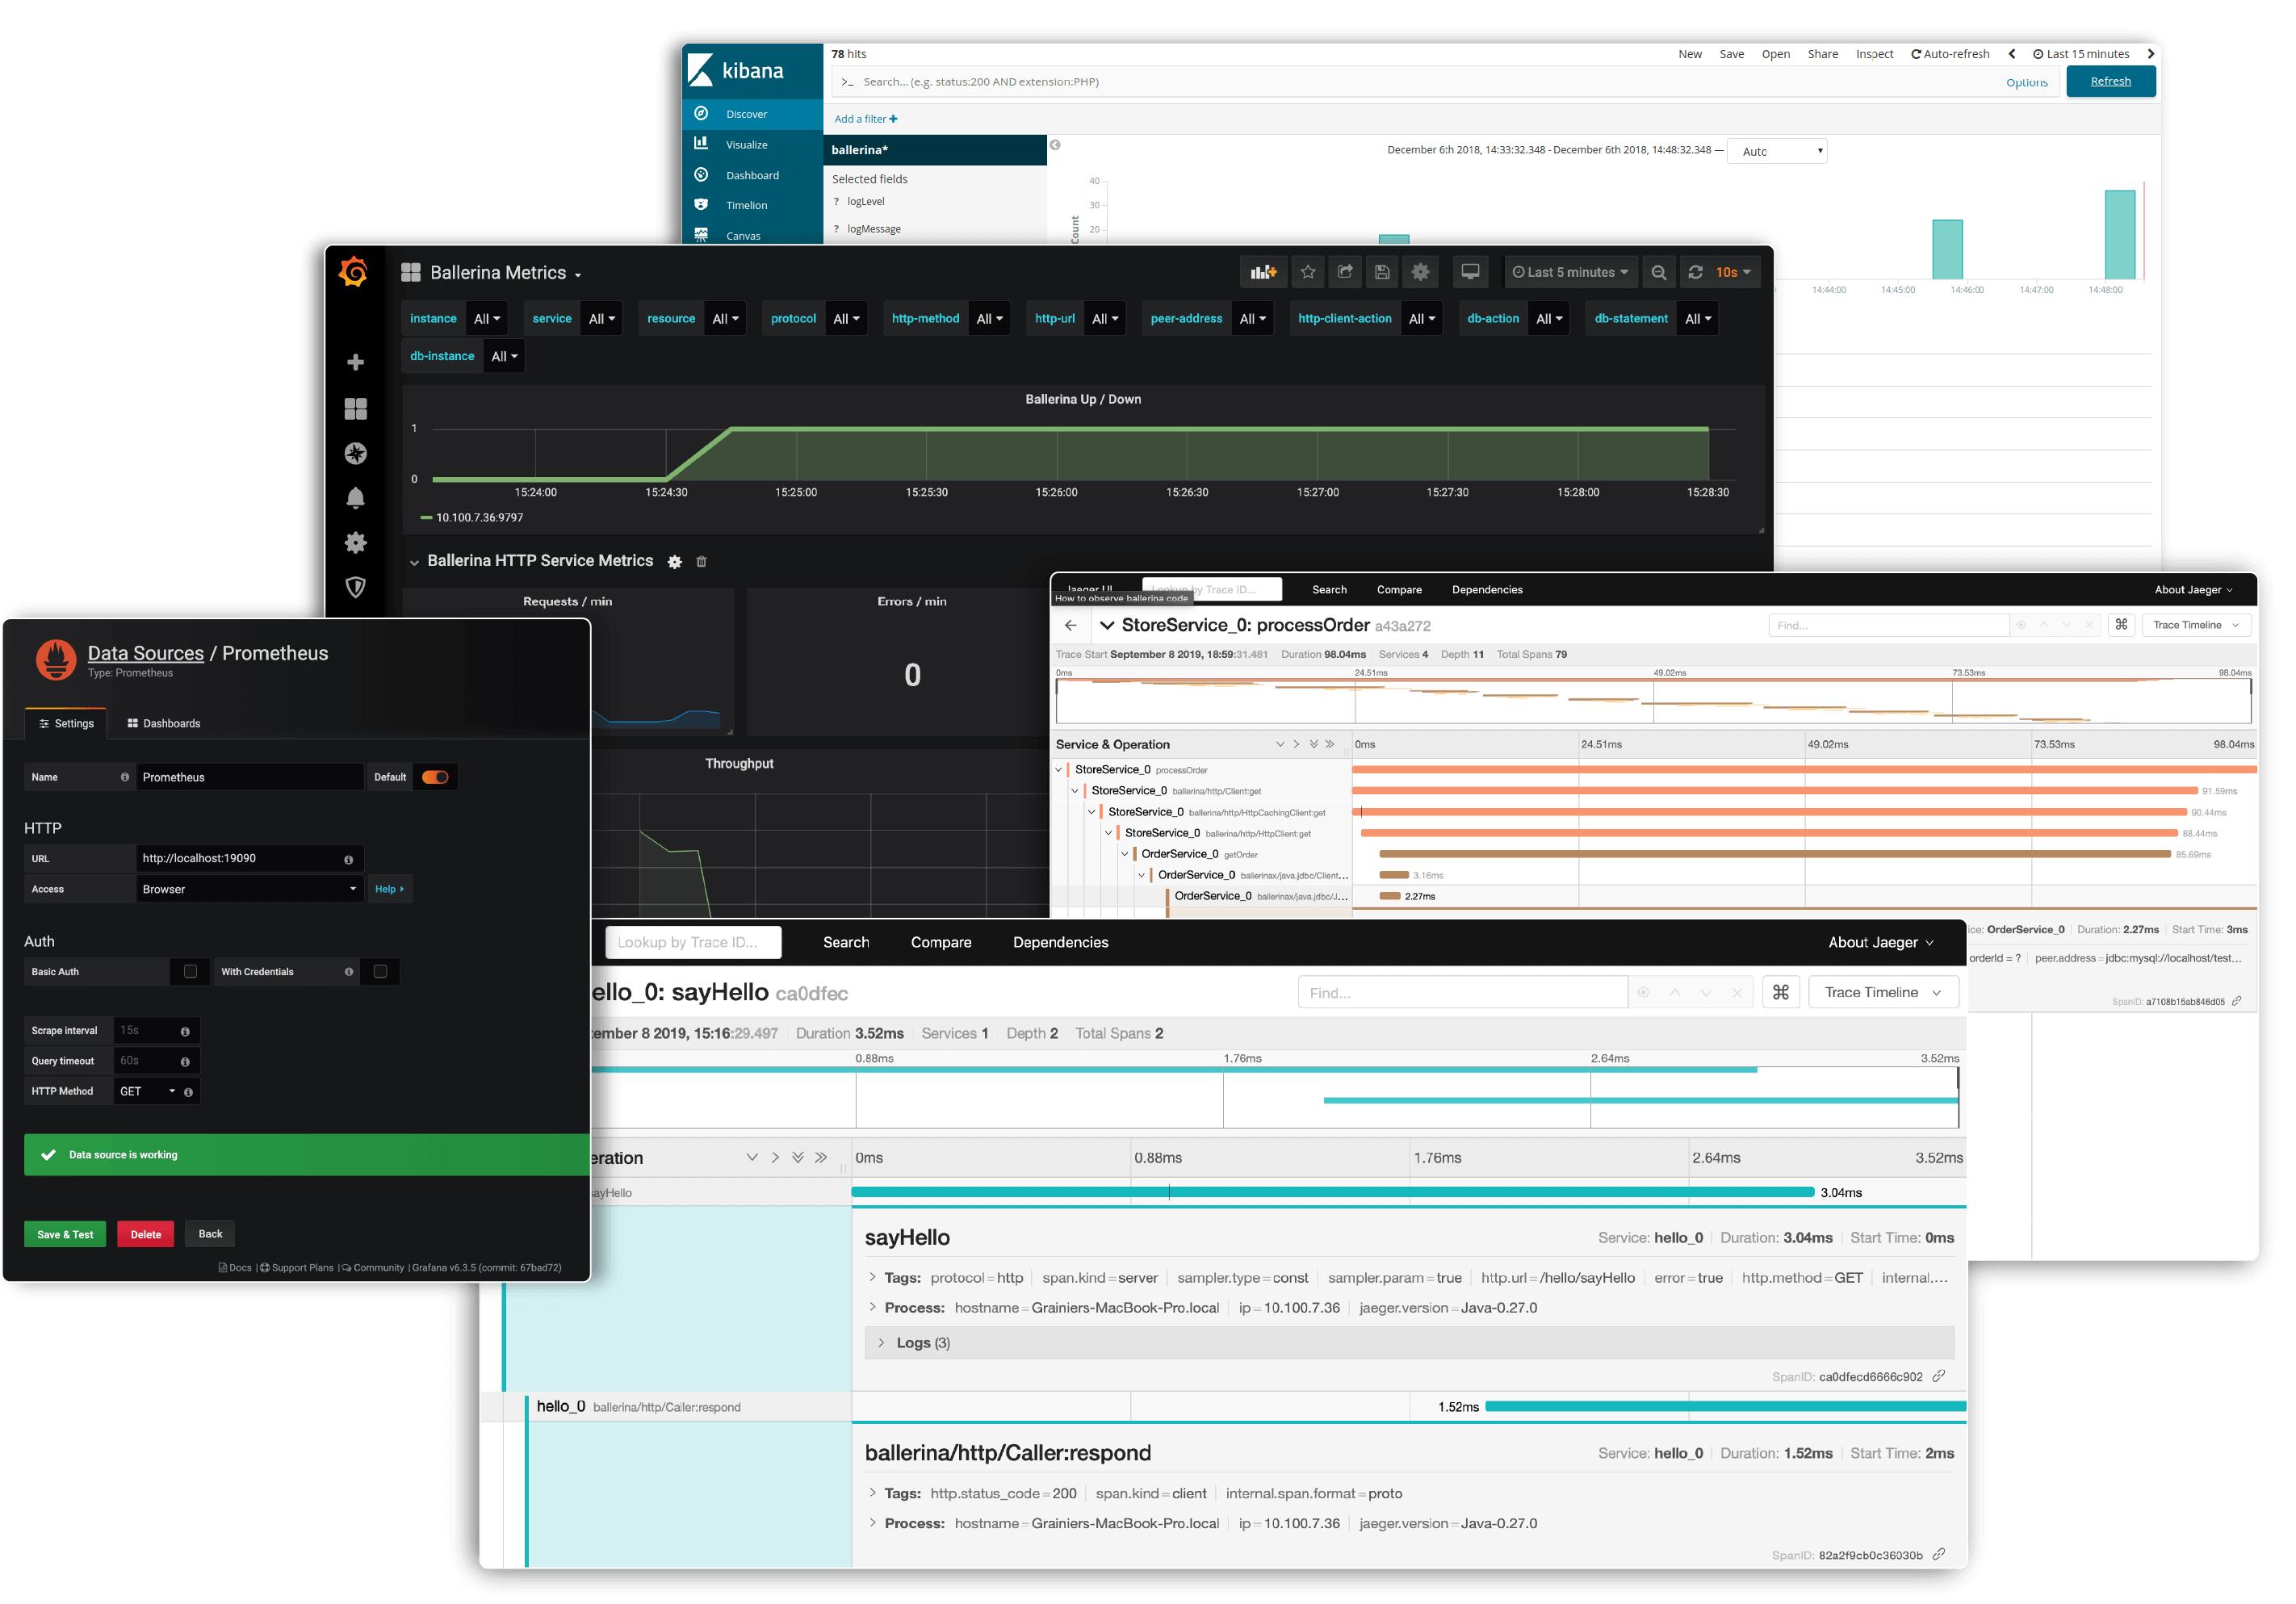 kibana
Discover
Visualize
Dashboard
Timelion
Canvas
78 hits
New Save Open Share Inspect Auto-refresh Last 15 minutes
>_ Search... (e.g. status:200 AND extension:PHP)
Options Refresh
Add a filter +
ballerina*
Selected fields
? logLevel
? logMessage
December 6th 2018, 14:33:32.348 - December 6th 2018, 14:48:32.348 — Auto
40
30
20
Count
14:44:00 14:45:00 14:46:00 14:47:00 14:48:00
Ballerina Metrics
Last 5 minutes 10s
instance All service All resource All protocol All http-method All http-url All peer-address All http-client-action All db-action All db-statement All
db-instance All
Ballerina Up / Down
1
0
15:24:00 15:24:30 15:25:00 15:25:30 15:26:00 15:26:30 15:27:00 15:27:30 15:28:00 15:28:30
10.100.7.36:9797
Ballerina HTTP Service Metrics
Requests / min
Errors / min
0
Throughput
Data Sources / Prometheus
Type: Prometheus
Settings Dashboards
Name Prometheus Default
HTTP
URL http://localhost:19090
Access Browser Help
Auth
Basic Auth With Credentials
Scrape interval 15s
Query timeout 60s
HTTP Method GET
Data source is working
Save & Test Delete Back
Docs | Support Plans | Community | Grafana v6.3.5 (commit: 67bad72)
Jaeger UI Lookup by Trace ID... Search Compare Dependencies About Jaeger
How to observe ballerina code
StoreService_0: processOrder a43a272 Find... Trace Timeline
Trace Start September 8 2019, 18:59:31.481 Duration 98.04ms Services 4 Depth 11 Total Spans 79
0ms 24.51ms 49.02ms 73.53ms 98.04ms
Service & Operation 0ms 24.51ms 49.02ms 73.53ms 98.04ms
StoreService_0 processOrder
StoreService_0 ballerina/http/Client:get 91.59ms
StoreService_0 ballerina/http/HttpCachingClient:get 90.44ms
StoreService_0 ballerina/http/HttpClient:get 88.44ms
OrderService_0 getOrder 85.69ms
OrderService_0 ballerinax/java.jdbc/Client... 3.16ms
OrderService_0 ballerinax/java.jdbc/J... 2.27ms
ice: OrderService_0 Duration: 2.27ms Start Time: 3ms
orderId = ? peer.address = jdbc:mysql://localhost/test...
SpanID: a7108b15ab846d05
Lookup by Trace ID... Search Compare Dependencies About Jaeger
ello_0: sayHello ca0dfec Find... Trace Timeline
tember 8 2019, 15:16:29.497 Duration 3.52ms Services 1 Depth 2 Total Spans 2
0.88ms 1.76ms 2.64ms 3.52ms
eration 0ms 0.88ms 1.76ms 2.64ms 3.52ms
sayHello 3.04ms
sayHello Service: hello_0 Duration: 3.04ms Start Time: 0ms
Tags: protocol = http span.kind = server sampler.type = const sampler.param = true http.url = /hello/sayHello error = true http.method = GET internal....
Process: hostname = Grainiers-MacBook-Pro.local ip = 10.100.7.36 jaeger.version = Java-0.27.0
Logs (3)
SpanID: ca0dfecd6666c902
hello_0 ballerina/http/Caller:respond 1.52ms
ballerina/http/Caller:respond Service: hello_0 Duration: 1.52ms Start Time: 2ms
Tags: http.status_code = 200 span.kind = client internal.span.format = proto
Process: hostname = Grainiers-MacBook-Pro.local ip = 10.100.7.36 jaeger.version = Java-0.27.0
SpanID: 82a2f9cb0c36030b